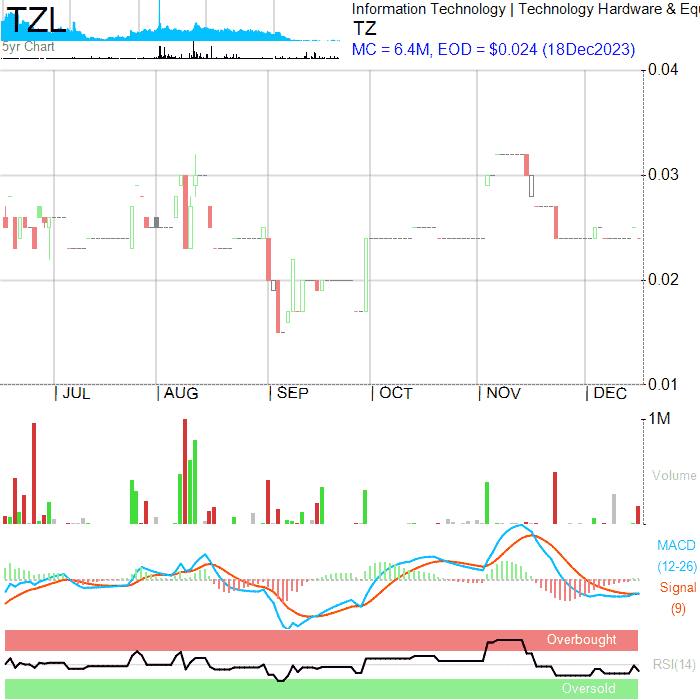 TZL
5yr Chart
Information Technology | Technology Hardware & Equ
TZ
MC = 6.4M, EOD = $0.024 (18Dec2023)
0.04
0.03
0.02
0.01
| JUL | AUG | SEP | OCT | NOV | DEC
1M
Volume
MACD
(12-26)
Signal
(9)
Overbought
RSI(14)
Oversold